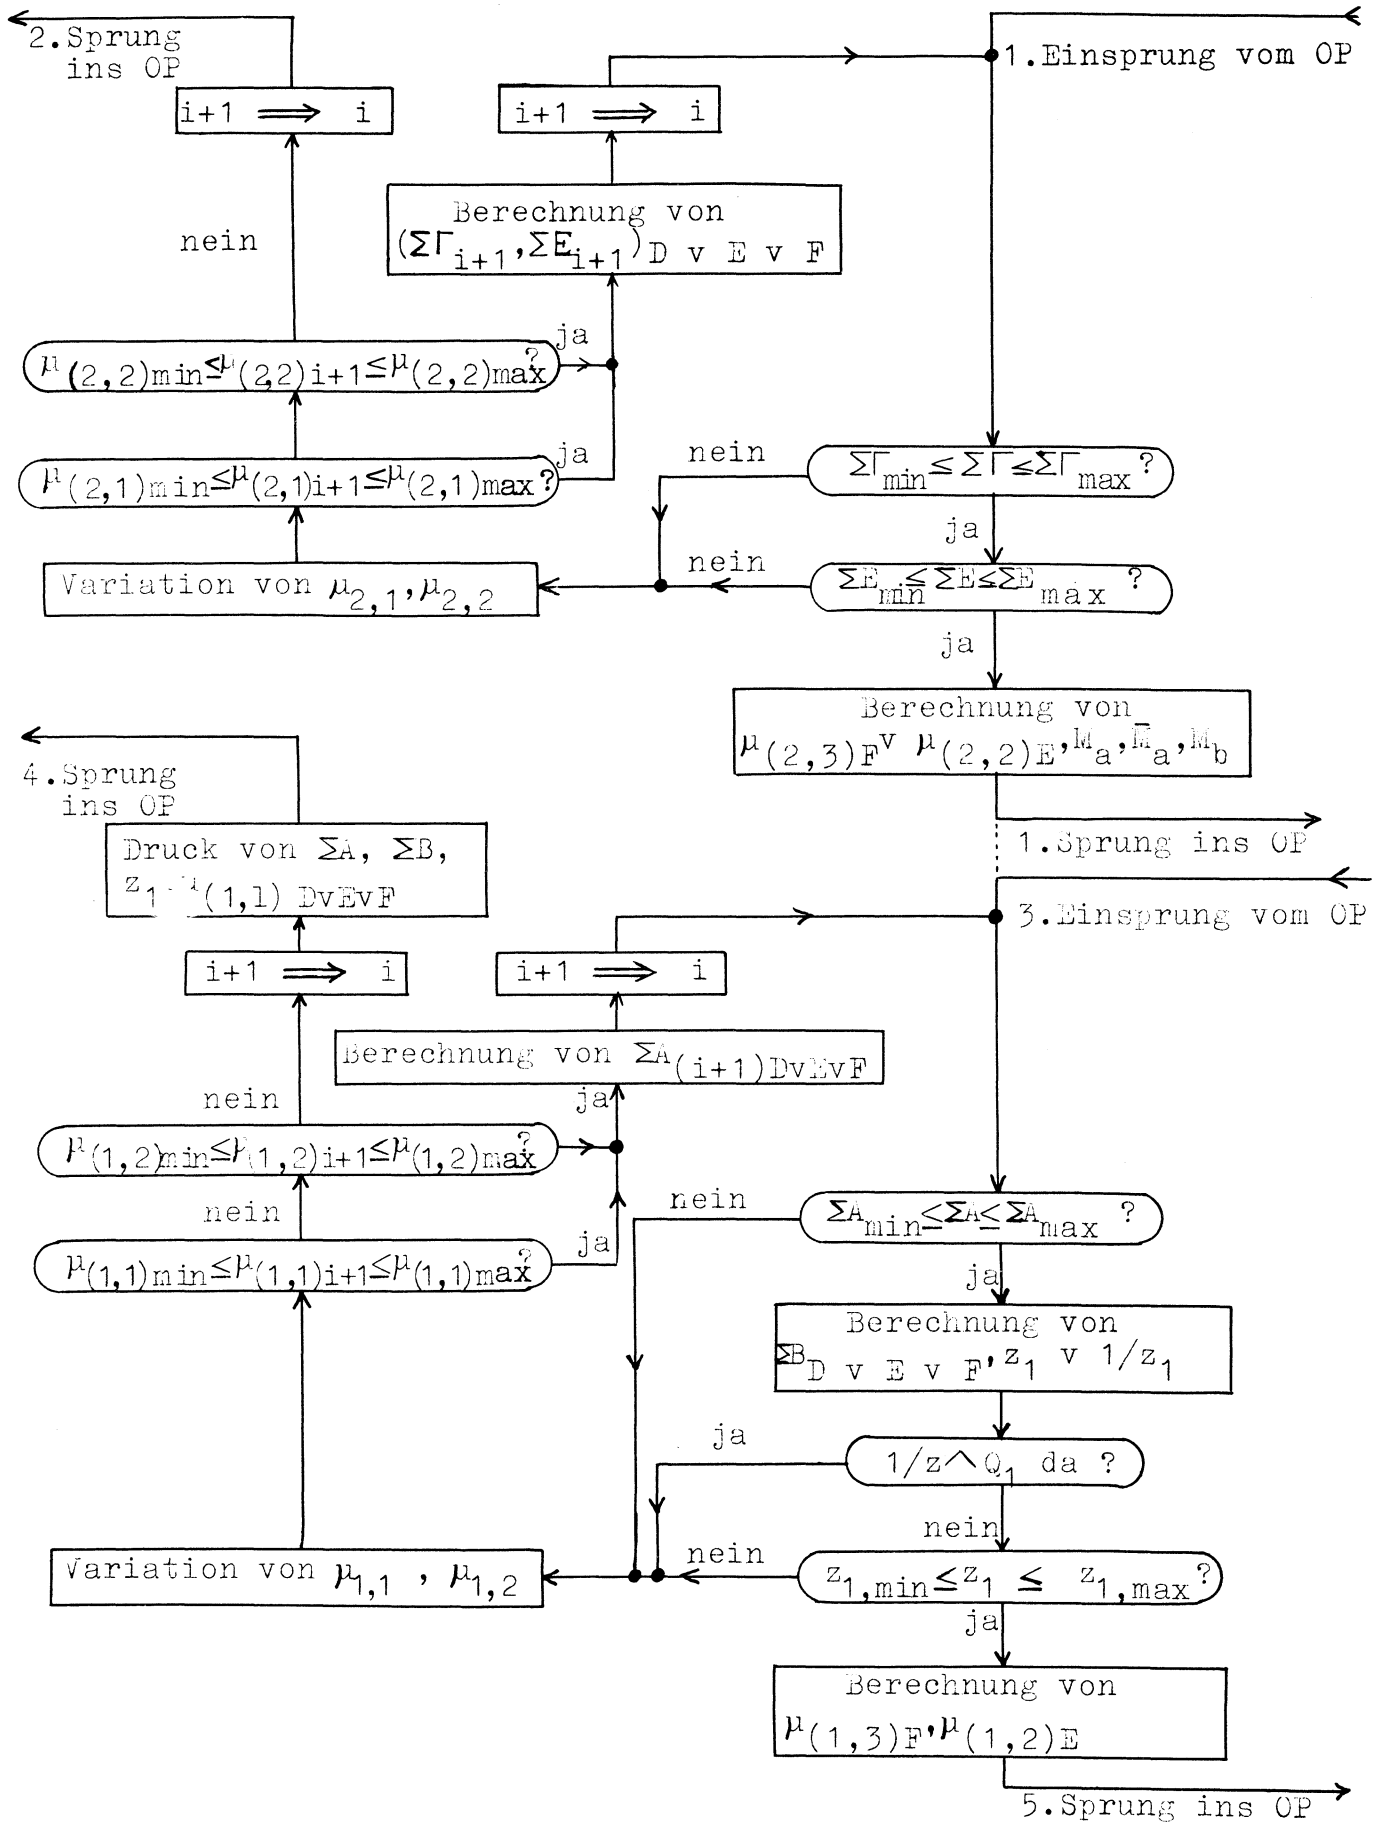 2.Sprung
ins OP
1.Einsprung vom OP
i+1 ⟹ i
i+1 ⟹ i
Berechnung von
(ΣΓ_{i+1},ΣE_{i+1})_{D v E v F}
nein
ja
μ(2,2)min≤μ(2,2)i+1≤μ(2,2)max?
ja
μ(2,1)min≤μ(2,1)i+1≤μ(2,1)max?
nein
ΣΓmin≤ΣΓ≤ΣΓmax?
ja
nein
Variation von μ2,1,μ2,2
ΣEmin≤ΣE≤ΣEmax ?
ja
Berechnung von
μ(2,3)F v μ(2,2)E,Ma,M̄a,Mb
4.Sprung
ins OP
1.Sprung ins OP
Druck von ΣA, ΣB,
z1 μ(1,1) DvEvF
3.Einsprung vom OP
i+1 ⟹ i
i+1 ⟹ i
Berechnung von ΣA(i+1)DvEvF
nein
ja
μ(1,2)min≤μ(1,2)i+1≤μ(1,2)max?
nein
nein
ΣAmin≤ΣA≤ΣAmax ?
ja
μ(1,1)min≤μ(1,1)i+1≤μ(1,1)max?
ja
Berechnung von
ΣB_{D v E v F},z1 v 1/z1
ja
1/z∧Q1 da ?
nein
nein
Variation von μ1,1 , μ1,2
z1,min≤z1 ≤ z1,max?
ja
Berechnung von
μ(1,3)F,μ(1,2)E
5.Sprung ins OP